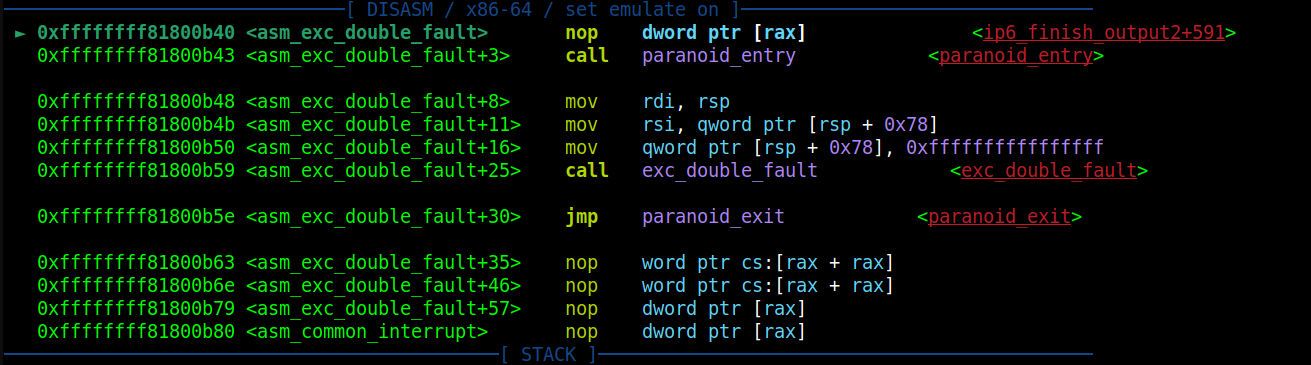 [ DISASM / x86-64 / set emulate on ]
► 0xffffffff81800b40 <asm_exc_double_fault> nop dword ptr [rax] <ip6_finish_output2+591>
0xffffffff81800b43 <asm_exc_double_fault+3> call paranoid_entry <paranoid_entry>
0xffffffff81800b48 <asm_exc_double_fault+8> mov rdi, rsp
0xffffffff81800b4b <asm_exc_double_fault+11> mov rsi, qword ptr [rsp + 0x78]
0xffffffff81800b50 <asm_exc_double_fault+16> mov qword ptr [rsp + 0x78], 0xffffffffffffffff
0xffffffff81800b59 <asm_exc_double_fault+25> call exc_double_fault <exc_double_fault>
0xffffffff81800b5e <asm_exc_double_fault+30> jmp paranoid_exit <paranoid_exit>
0xffffffff81800b63 <asm_exc_double_fault+35> nop word ptr cs:[rax + rax]
0xffffffff81800b6e <asm_exc_double_fault+46> nop word ptr cs:[rax + rax]
0xffffffff81800b79 <asm_exc_double_fault+57> nop dword ptr [rax]
0xffffffff81800b80 <asm_common_interrupt> nop dword ptr [rax]
[ STACK ]